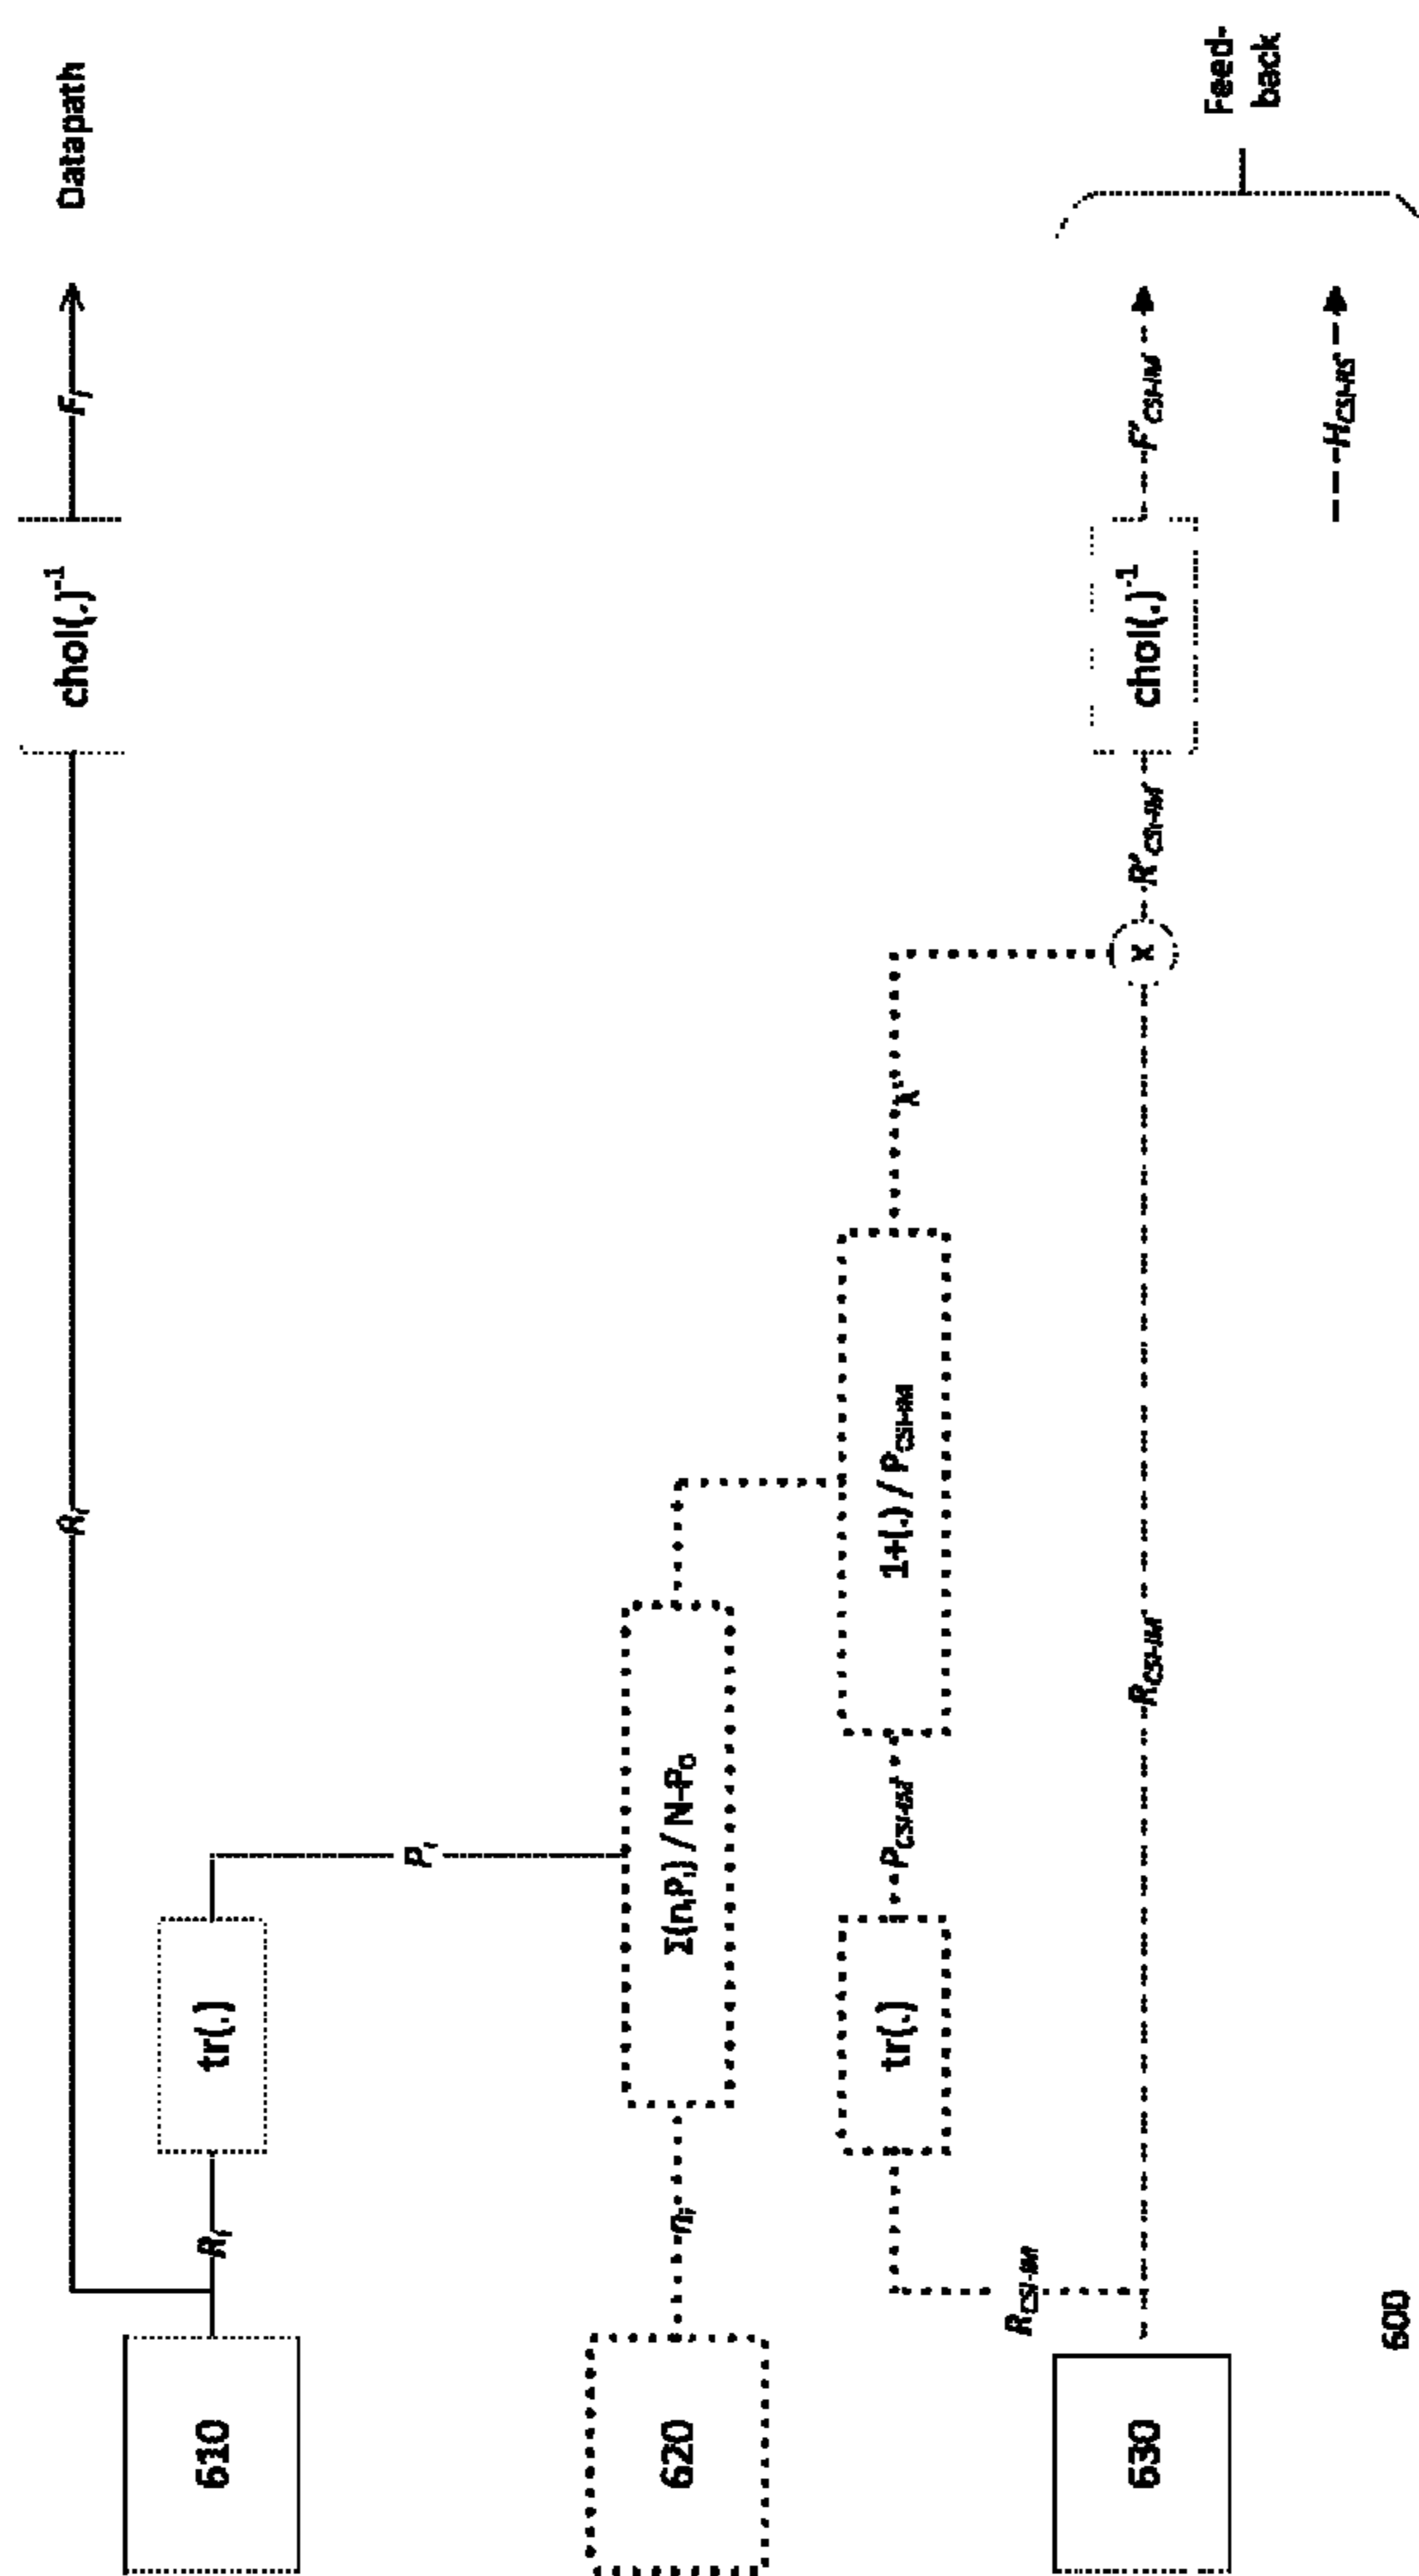 R_i
chol(.)^-1
F_i
Datapath
610
R_i
tr(.)
P_i
620
n_i
Σ(n_iP_i) / N-P_0
R_CSI-IM
tr(.)
P_CSI-IM
1+(.) / P_CSI-IM
λ
630
R_CSI-IM
x
R'_CSI-IM
chol(.)^-1
F'_CSI-IM
H_CSI-RS
Feed-
back
600